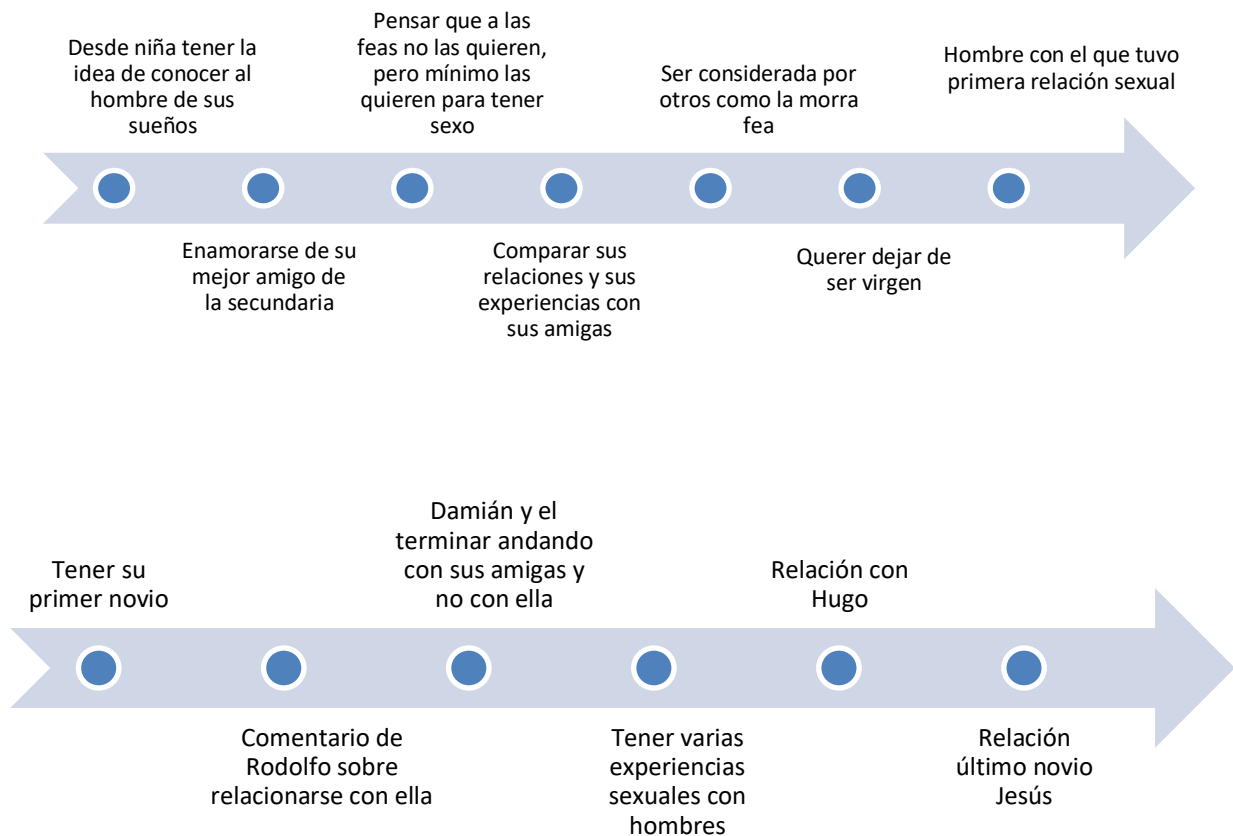 Desde niña tener la
idea de conocer al
hombre de sus
sueños
Enamorarse de su
mejor amigo de
la secundaria
Pensar que a las
feas no las quieren,
pero mínimo las
quieren para tener
sexo
Comparar sus
relaciones y sus
experiencias con
sus amigas
Ser considerada por
otros como la morra
fea
Querer dejar de
ser virgen
Hombre con el que tuvo
primera relación sexual
Tener su
primer novio
Comentario de
Rodolfo sobre
relacionarse con ella
Damián y el
terminar andando
con sus amigas y
no con ella
Tener varias
experiencias
sexuales con
hombres
Relación con
Hugo
Relación
último novio
Jesús